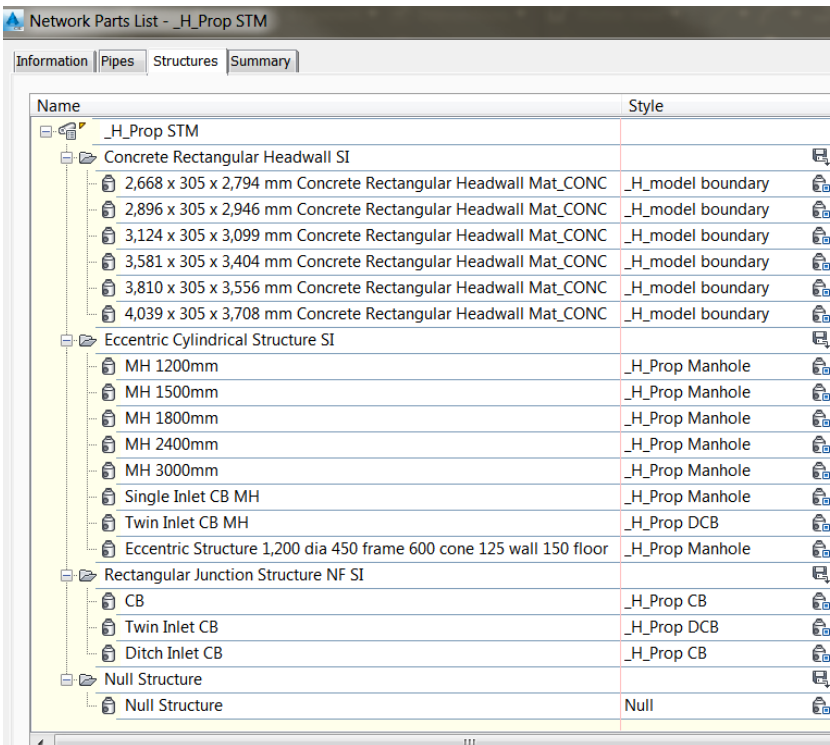 Network Parts List - _H_Prop STM
Information Pipes Structures Summary
Name Style
_H_Prop STM
Concrete Rectangular Headwall SI
2,668 x 305 x 2,794 mm Concrete Rectangular Headwall Mat_CONC _H_model boundary
2,896 x 305 x 2,946 mm Concrete Rectangular Headwall Mat_CONC _H_model boundary
3,124 x 305 x 3,099 mm Concrete Rectangular Headwall Mat_CONC _H_model boundary
3,581 x 305 x 3,404 mm Concrete Rectangular Headwall Mat_CONC _H_model boundary
3,810 x 305 x 3,556 mm Concrete Rectangular Headwall Mat_CONC _H_model boundary
4,039 x 305 x 3,708 mm Concrete Rectangular Headwall Mat_CONC _H_model boundary
Eccentric Cylindrical Structure SI
MH 1200mm _H_Prop Manhole
MH 1500mm _H_Prop Manhole
MH 1800mm _H_Prop Manhole
MH 2400mm _H_Prop Manhole
MH 3000mm _H_Prop Manhole
Single Inlet CB MH _H_Prop Manhole
Twin Inlet CB MH _H_Prop DCB
Eccentric Structure 1,200 dia 450 frame 600 cone 125 wall 150 floor _H_Prop Manhole
Rectangular Junction Structure NF SI
CB _H_Prop CB
Twin Inlet CB _H_Prop DCB
Ditch Inlet CB _H_Prop CB
Null Structure
Null Structure Null